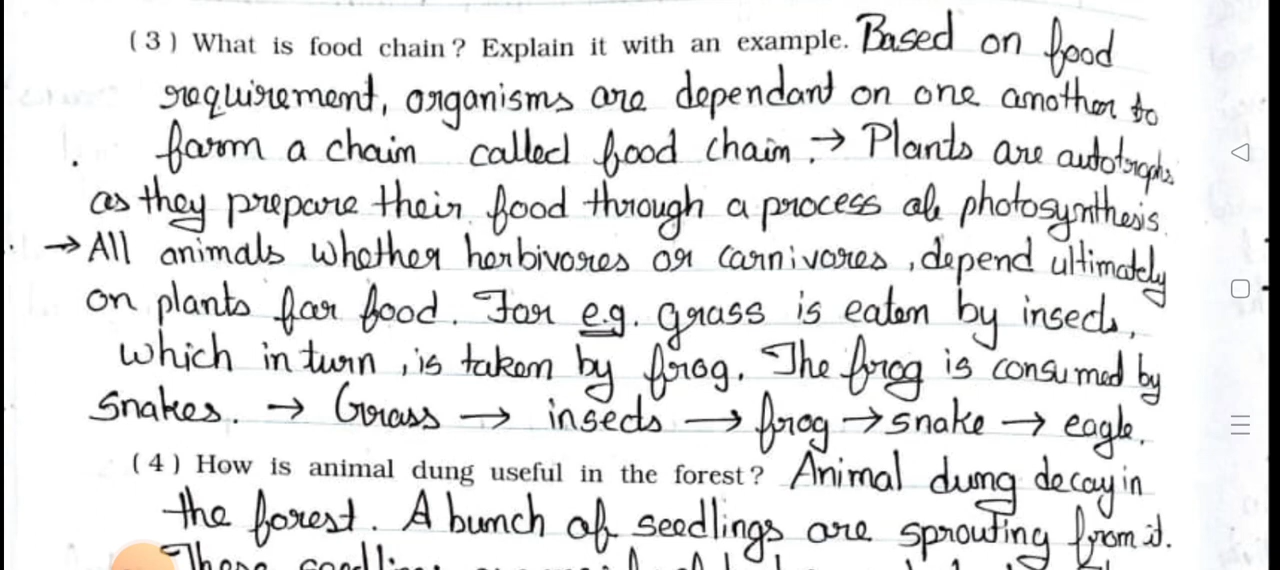 (3) What is food chain? Explain it with an example. Based on food
requirement, organisms are dependant on one another to
form a chain called food chain. → Plants are autotrophs
as they prepare their food through a process of photosynthesis.
→ All animals whether herbivores or carnivores, depend ultimately
on plants for food. For e.g. grass is eaten by insects,
which in turn, is taken by frog. The frog is consumed by
snakes. → Grass → insects → frog → snake → eagle.
(4) How is animal dung useful in the forest? Animal dung decay in
the forest. A bunch of seedlings are sprouting from it.
These seedlings